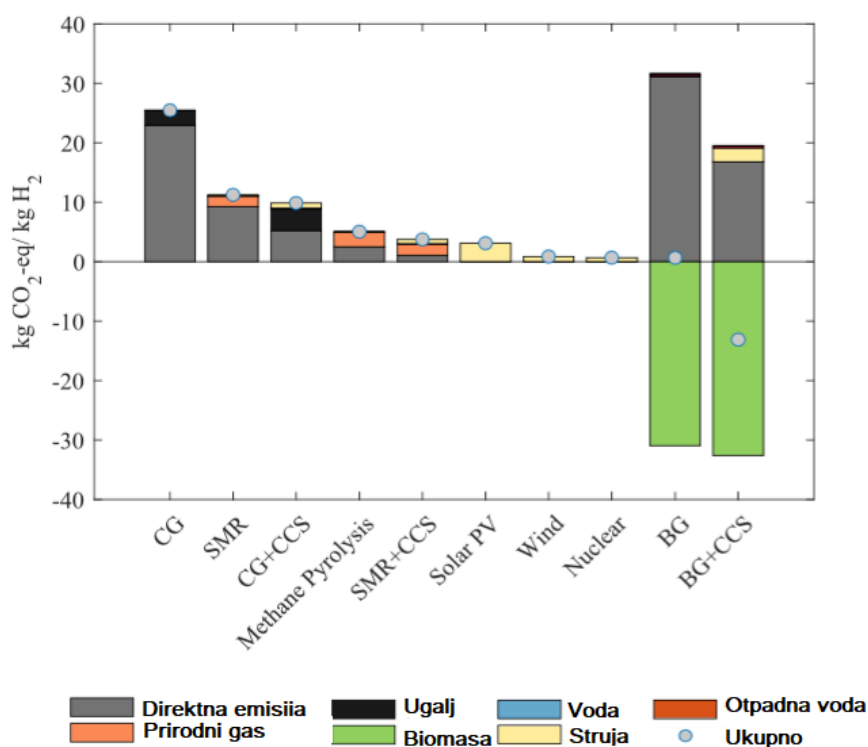 40
30
20
10
0
-10
-20
-30
-40
kg CO₂-eq/ kg H₂
CG
SMR
CG+CCS
Methane Pyrolysis
SMR+CCS
Solar PV
Wind
Nuclear
BG
BG+CCS
Direktna emisiia
Ugalj
Voda
Otpadna voda
Prirodni gas
Biomasa
Struja
Ukupno